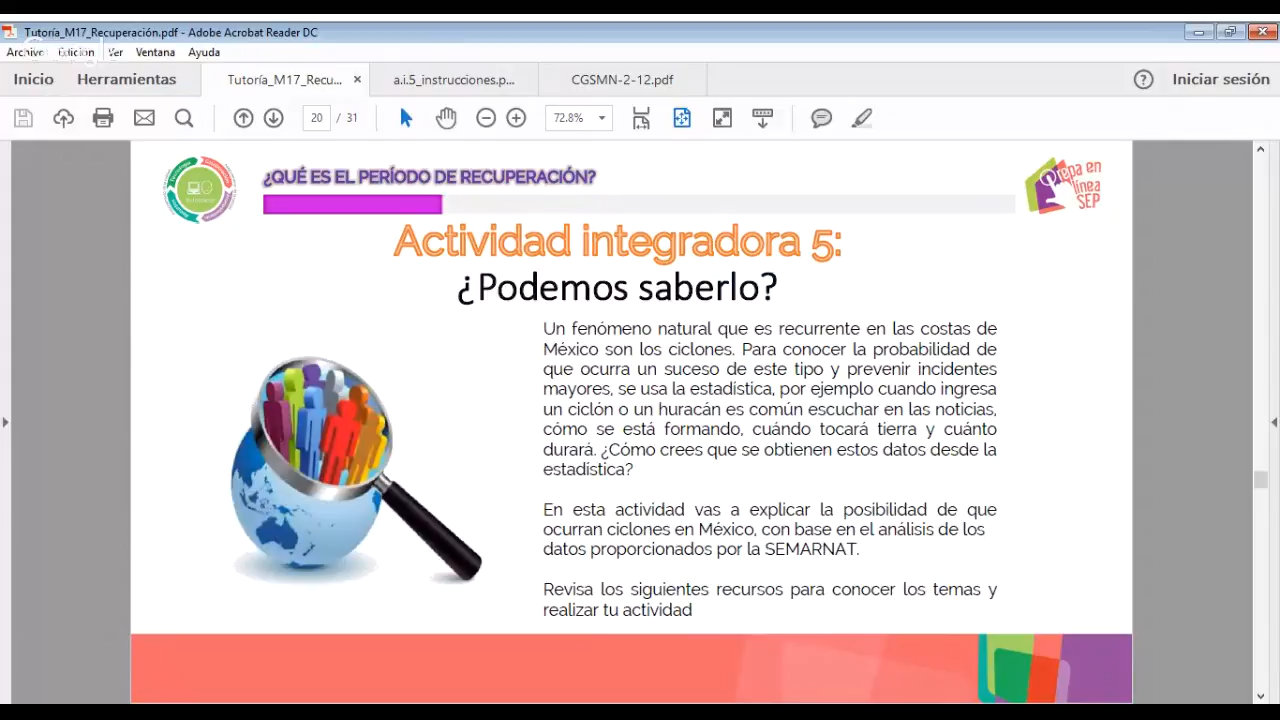 Tutoría_M17_Recuperación.pdf - Adobe Acrobat Reader DC
Archivo Edición Ver Ventana Ayuda
Inicio Herramientas Tutoría_M17_Recu... × a.i.5_instrucciones.p... CGSMN-2-12.pdf ? Iniciar sesión
20 / 31 72.8%
¿QUÉ ES EL PERÍODO DE RECUPERACIÓN?
Prepa en
línea
SEP
Actividad integradora 5:
¿Podemos saberlo?
Un fenómeno natural que es recurrente en las costas de
México son los ciclones. Para conocer la probabilidad de
que ocurra un suceso de este tipo y prevenir incidentes
mayores, se usa la estadística, por ejemplo cuando ingresa
un ciclón o un huracán es común escuchar en las noticias,
cómo se está formando, cuándo tocará tierra y cuánto
durará. ¿Cómo crees que se obtienen estos datos desde la
estadística?
En esta actividad vas a explicar la posibilidad de que
ocurran ciclones en México, con base en el análisis de los
datos proporcionados por la SEMARNAT.
Revisa los siguientes recursos para conocer los temas y
realizar tu actividad